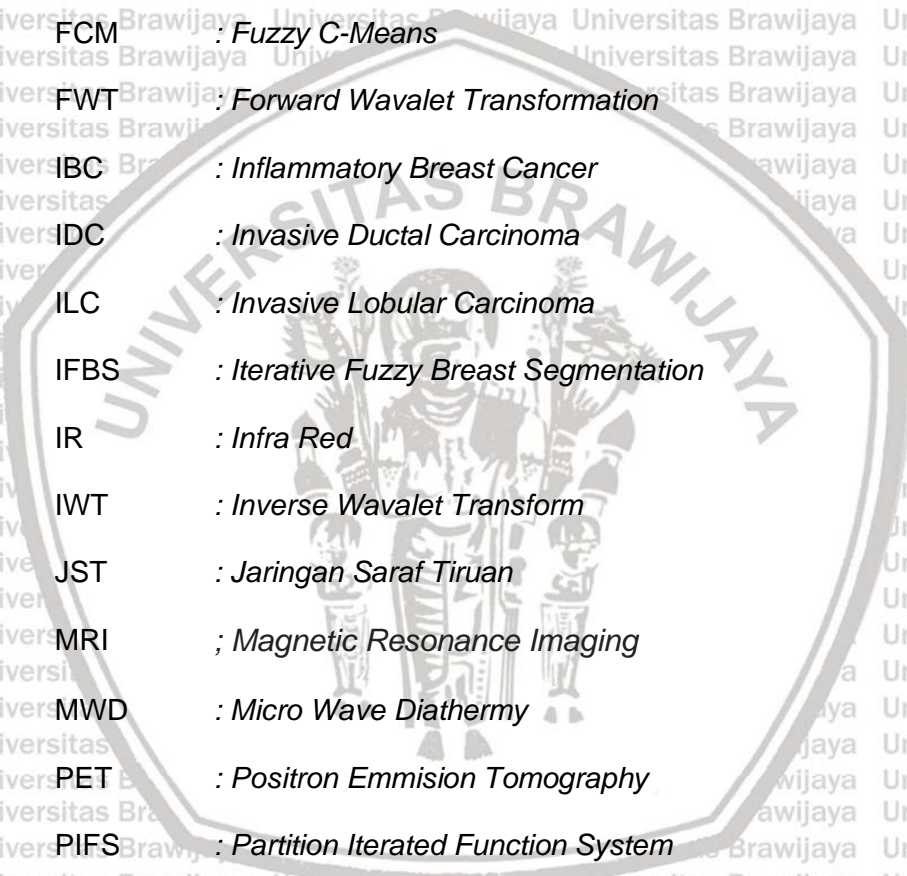 FCM : Fuzzy C-Means
FWT : Forward Wavalet Transformation
IBC : Inflammatory Breast Cancer
IDC : Invasive Ductal Carcinoma
ILC : Invasive Lobular Carcinoma
IFBS : Iterative Fuzzy Breast Segmentation
IR : Infra Red
IWT : Inverse Wavalet Transform
JST : Jaringan Saraf Tiruan
MRI ; Magnetic Resonance Imaging
MWD : Micro Wave Diathermy
PET : Positron Emmision Tomography
PIFS : Partition Iterated Function System
UNIVERSITAS BRAWIJAYA